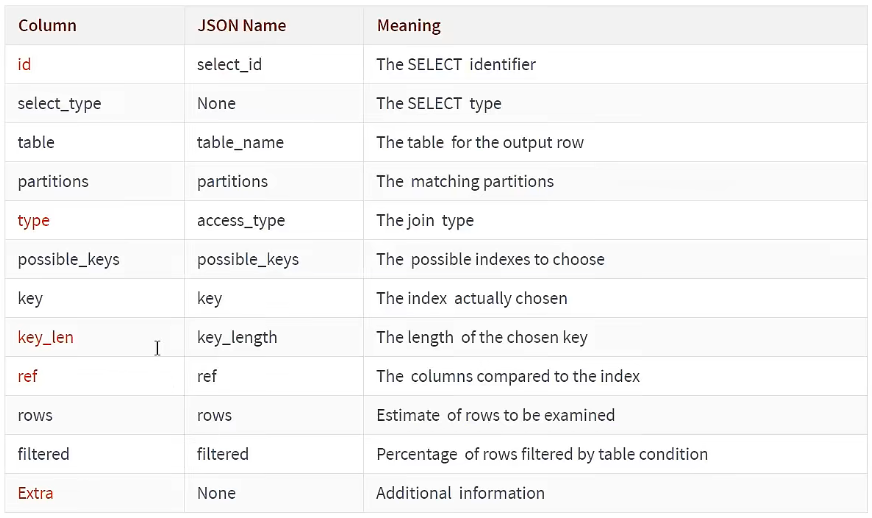 Column JSON Name Meaning
id select_id The SELECT identifier
select_type None The SELECT type
table table_name The table for the output row
partitions partitions The matching partitions
type access_type The join type
possible_keys possible_keys The possible indexes to choose
key key The index actually chosen
key_len key_length The length of the chosen key
ref ref The columns compared to the index
rows rows Estimate of rows to be examined
filtered filtered Percentage of rows filtered by table condition
Extra None Additional information